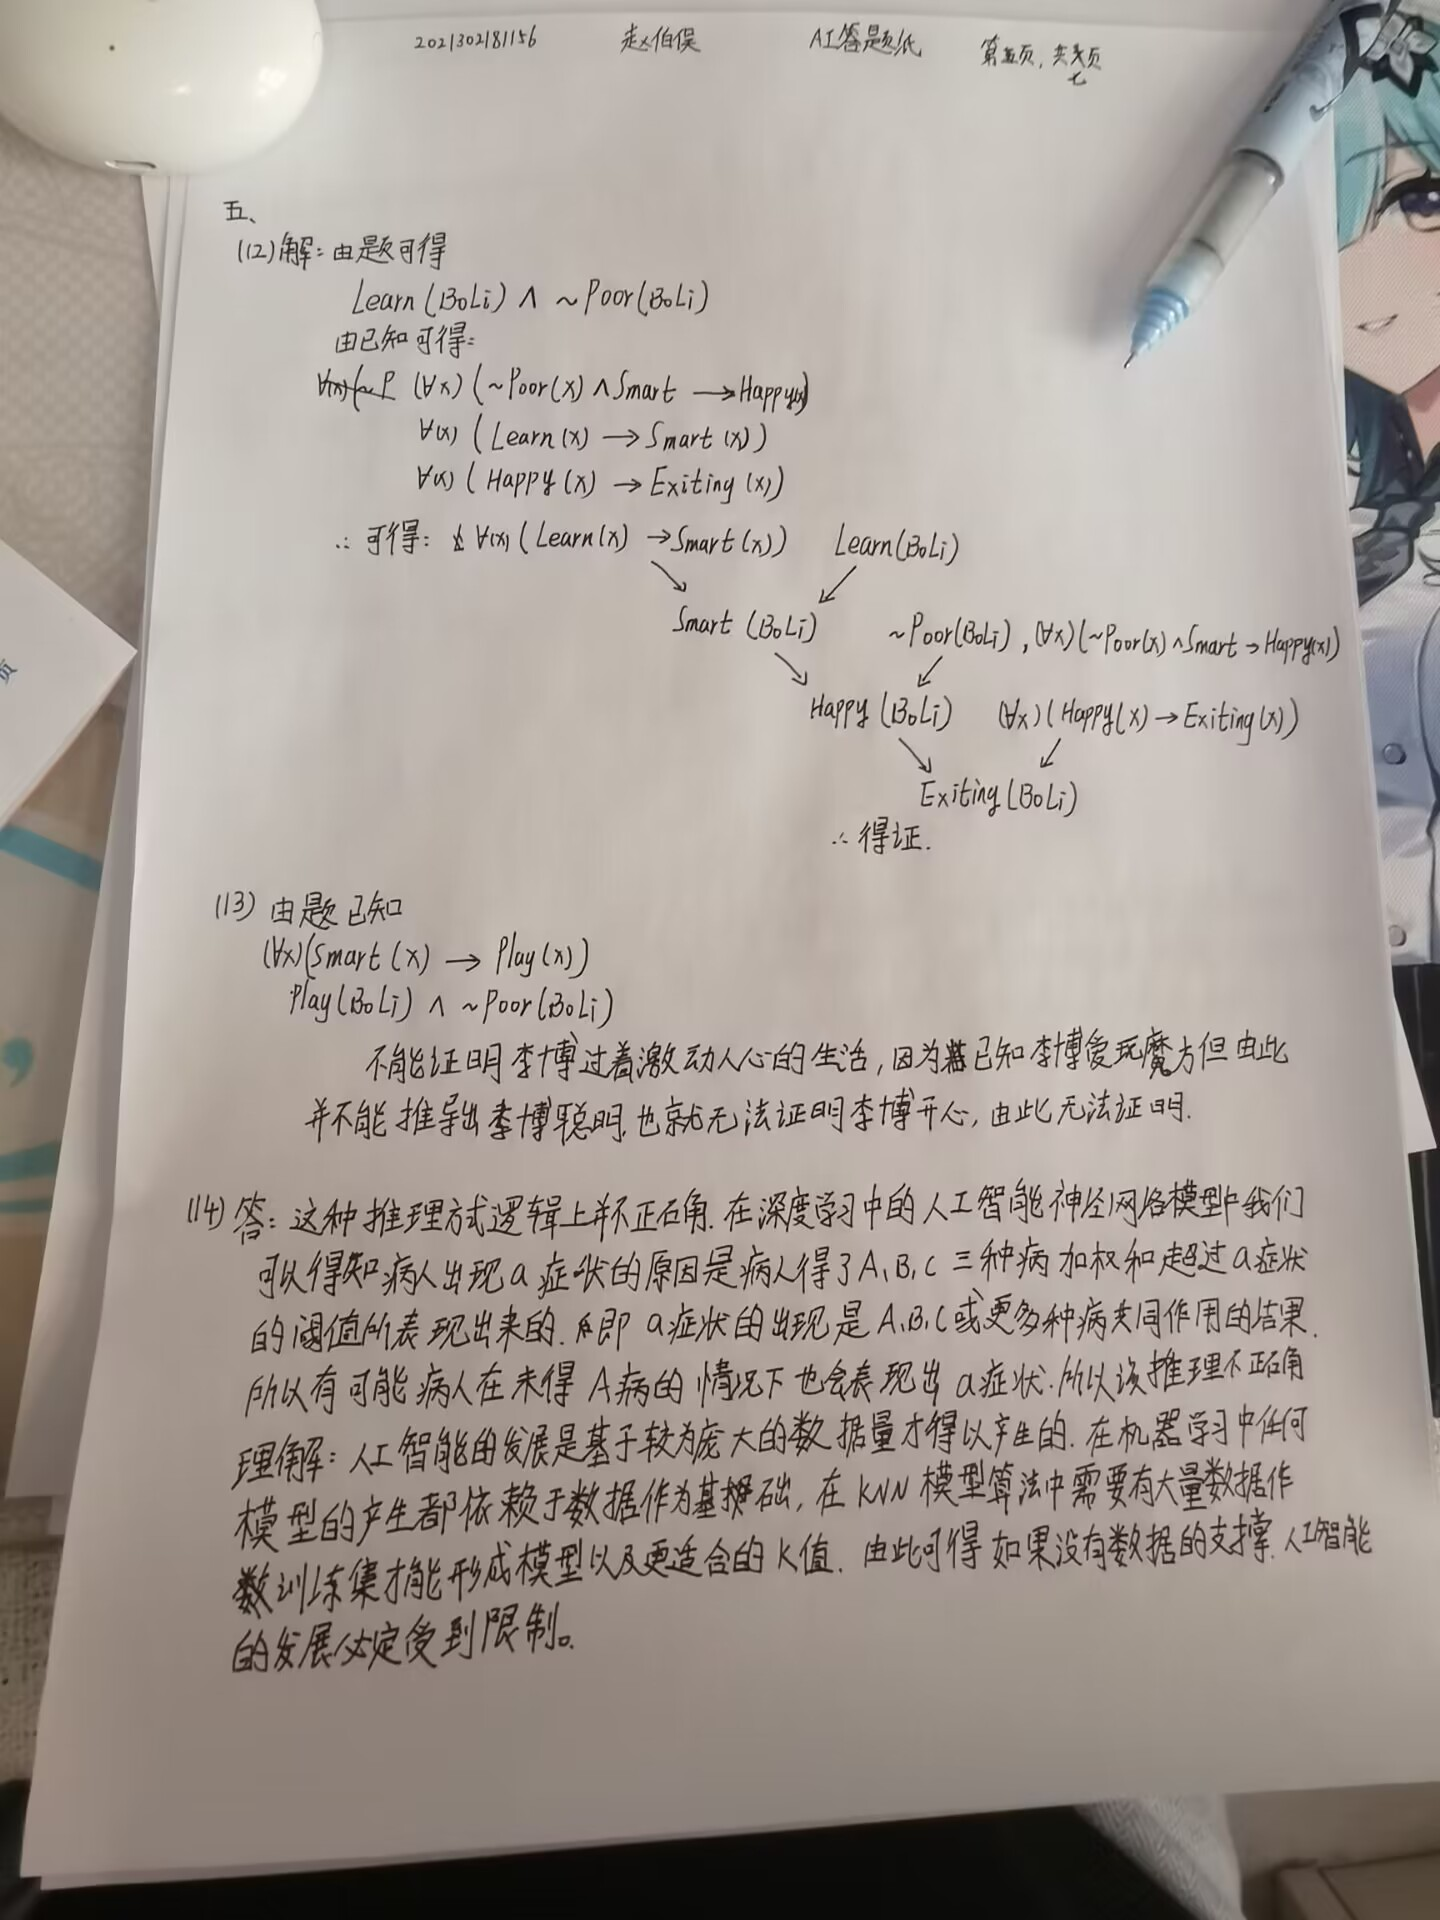 2021302181156 赵伯俣 AI答题纸 第五页，共七页
五、
(12)解：由题可得
Learn(BoLi) ∧ ~Poor(BoLi)
由已知可得：
(∀x)(~Poor(x) ∧ Smart → Happy(x))
∀(x)(Learn(x) → Smart(x))
∀(x)(Happy(x) → Exiting(x))
∴ 可得： ∀(x)(Learn(x) → Smart(x)) Learn(BoLi)
Smart(BoLi) ~Poor(BoLi), (∀x)(~Poor(x) ∧ Smart → Happy(x))
Happy(BoLi) (∀x)(Happy(x) → Exiting(x))
Exiting(BoLi)
∴ 得证.
(13) 由题已知
(∀x)(Smart(x) → Play(x))
Play(BoLi) ∧ ~Poor(BoLi)
不能证明李博过着激动人心的生活，因为已知李博爱玩魔方但由此
并不能推导出李博聪明.也就无法证明李博开心，由此无法证明.
(14)答：这种推理方式逻辑上并不正确.在深度学习中的人工智能神经网络模型中我们
可以得知病人出现a症状的原因是病人得了A、B、C三种病加权和超过a症状
的阈值所表现出来的.即a症状的出现是A、B、C或更多种病共同作用的结果.
所以有可能病人在未得A病的情况下也会表现出a症状.所以该推理不正确
理解：人工智能的发展是基于较为庞大的数据量才得以产生的.在机器学习中任何
模型的产生都依赖于数据作为基础，在KNN模型算法中需要有大量数据作
数训练集才能形成模型以及更适合的K值.由此可得如果没有数据的支撑.人工智能
的发展必定受到限制。
页